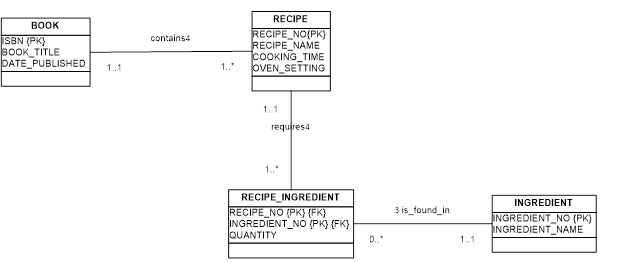 BOOK
ISBN {PK}
BOOK_TITLE
DATE_PUBLISHED
contains4
1..1
1..*
RECIPE
RECIPE_NO{PK}
RECIPE_NAME
COOKING_TIME
OVEN_SETTING
1..1
requires4
1..*
RECIPE_INGREDIENT
RECIPE_NO {PK} {FK}
INGREDIENT_NO {PK} {FK}
QUANTITY
3 is_found_in
0..*
1..1
INGREDIENT
INGREDIENT_NO {PK}
INGREDIENT_NAME